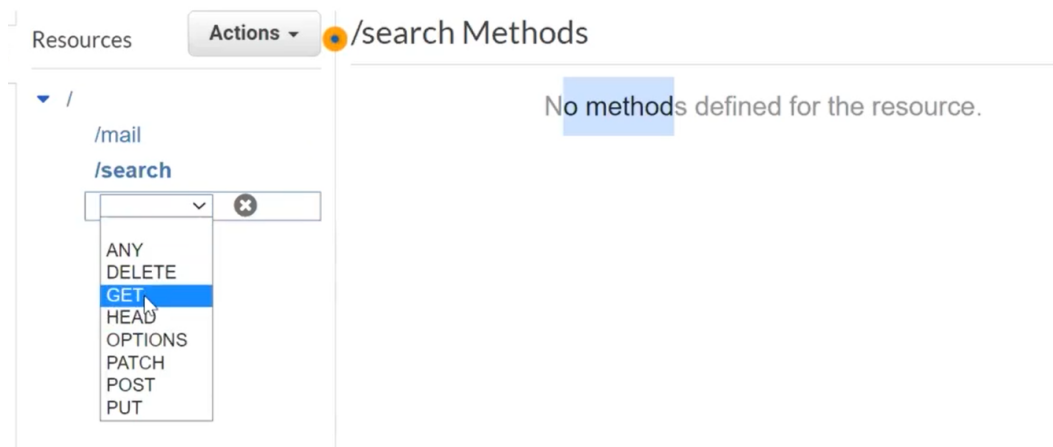 Resources
Actions
/search Methods
/
/mail
/search
ANY
DELETE
GET
HEAD
OPTIONS
PATCH
POST
PUT
No methods defined for the resource.